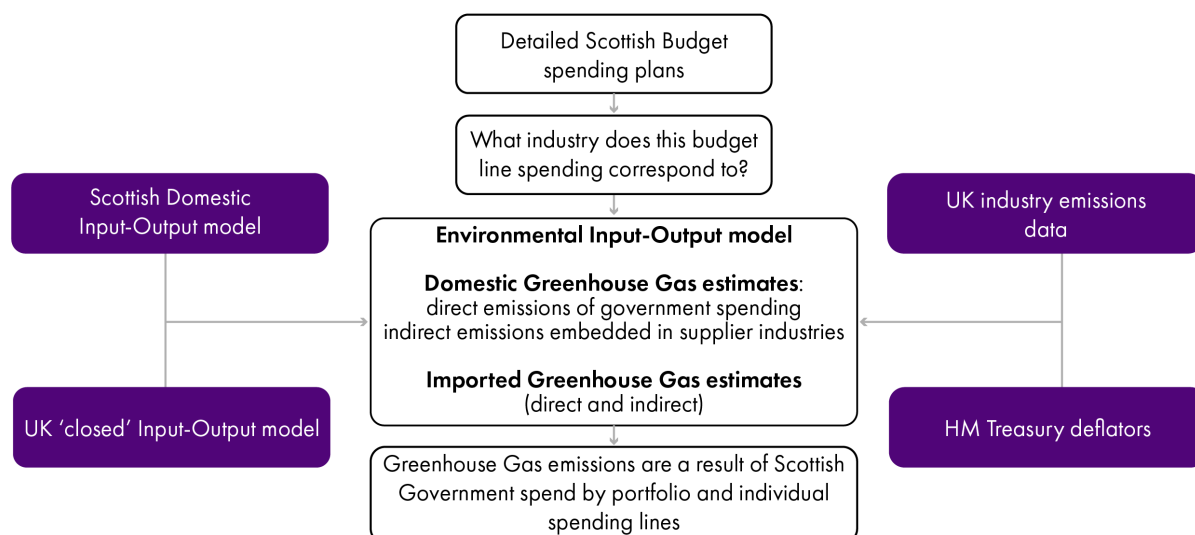 Detailed Scottish Budget
spending plans
What industry does this budget
line spending correspond to?
Scottish Domestic
Input-Output model
UK industry emissions
data
Environmental Input-Output model
Domestic Greenhouse Gas estimates:
direct emissions of government spending
indirect emissions embedded in supplier industries
Imported Greenhouse Gas estimates
(direct and indirect)
UK ‘closed’ Input-Output model
HM Treasury deflators
Greenhouse Gas emissions are a result of Scottish
Government spend by portfolio and individual
spending lines